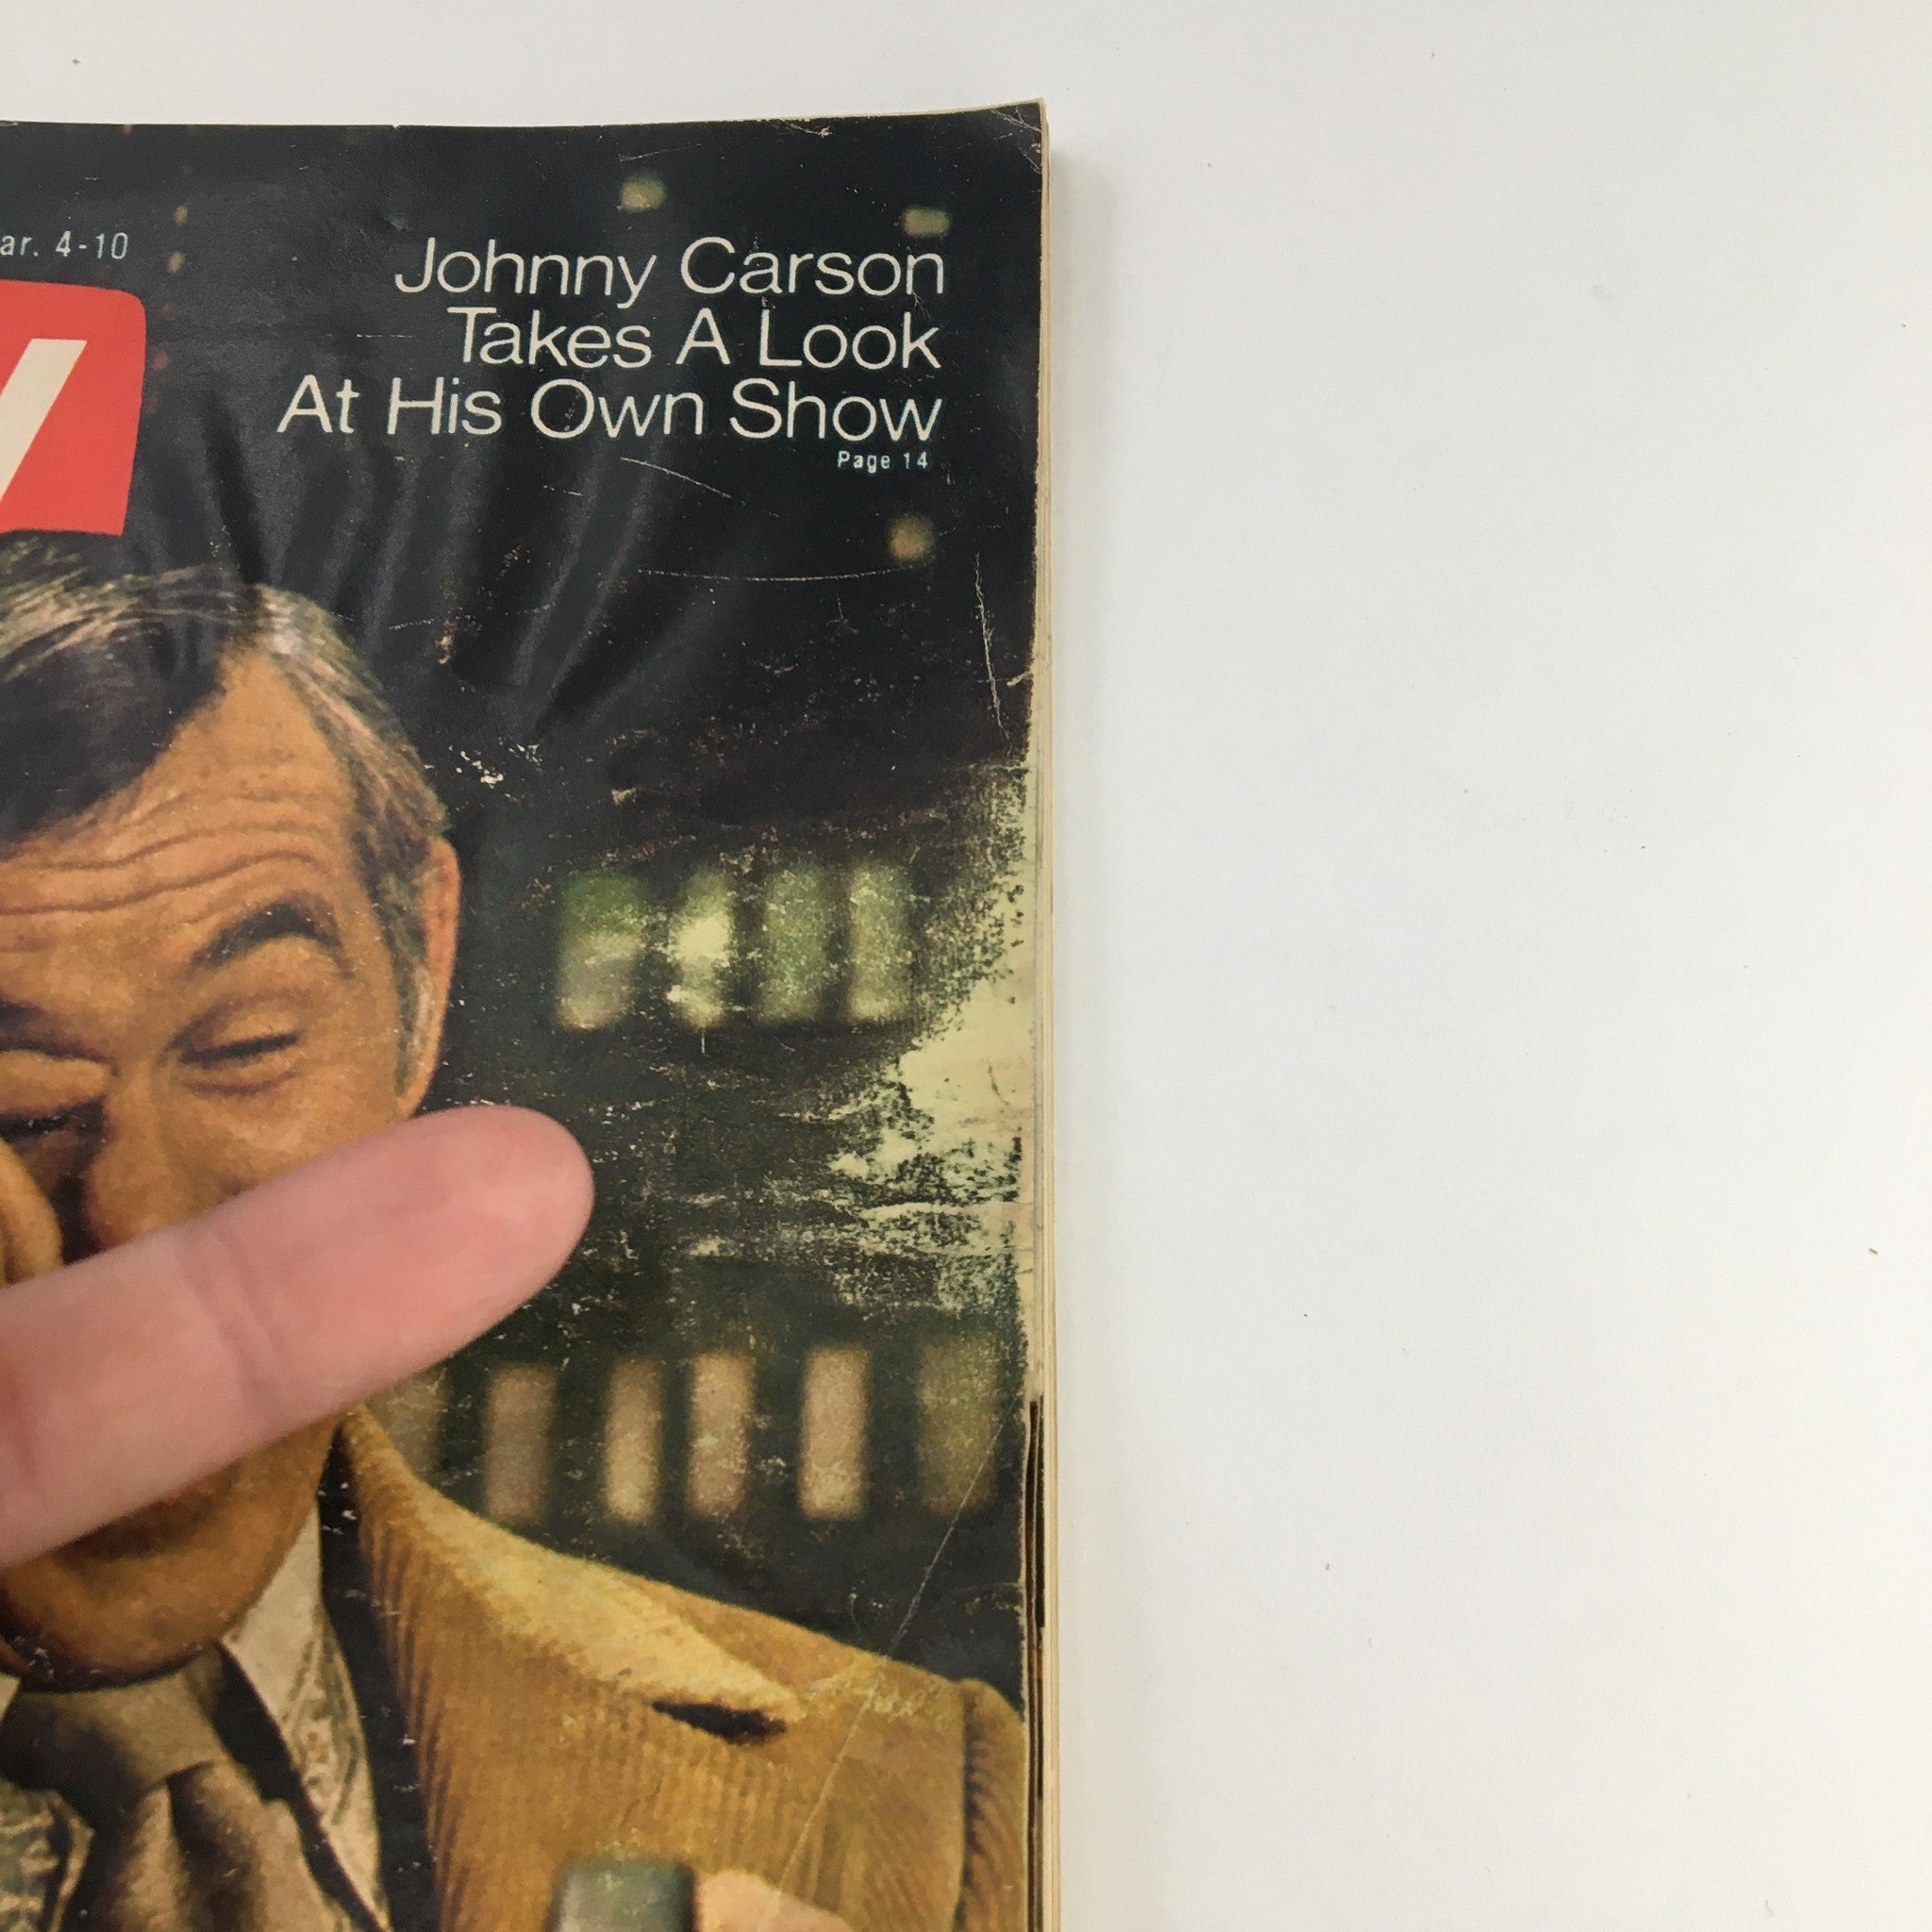 ar. 4-10
V
Johnny Carson
Takes A Look
At His Own Show
Page 14